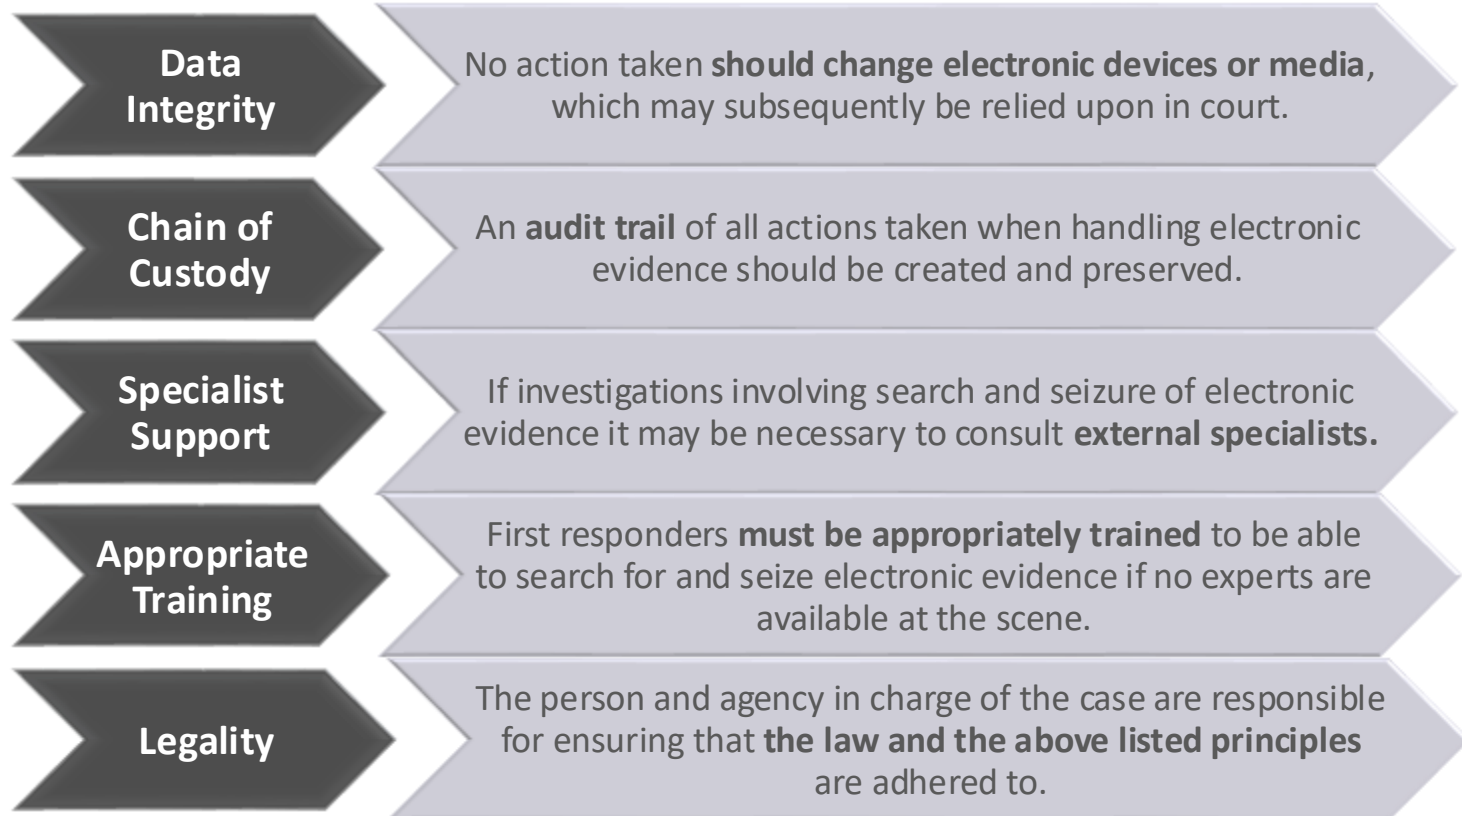 Data
Integrity
No action taken should change electronic devices or media,
which may subsequently be relied upon in court.
Chain of
Custody
An audit trail of all actions taken when handling electronic
evidence should be created and preserved.
Specialist
Support
If investigations involving search and seizure of electronic
evidence it may be necessary to consult external specialists.
Appropriate
Training
First responders must be appropriately trained to be able
to search for and seize electronic evidence if no experts are
available at the scene.
Legality
The person and agency in charge of the case are responsible
for ensuring that the law and the above listed principles
are adhered to.